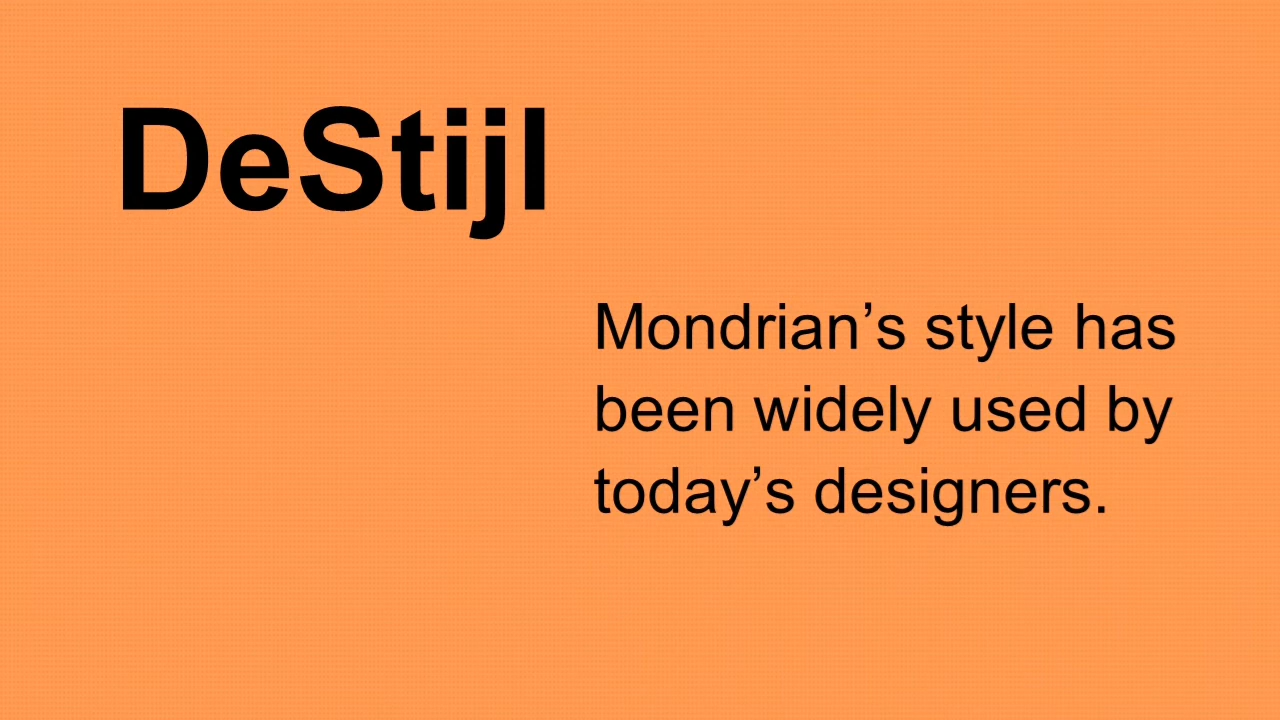 DeStijl
Mondrian’s style has
been widely used by
today’s designers.